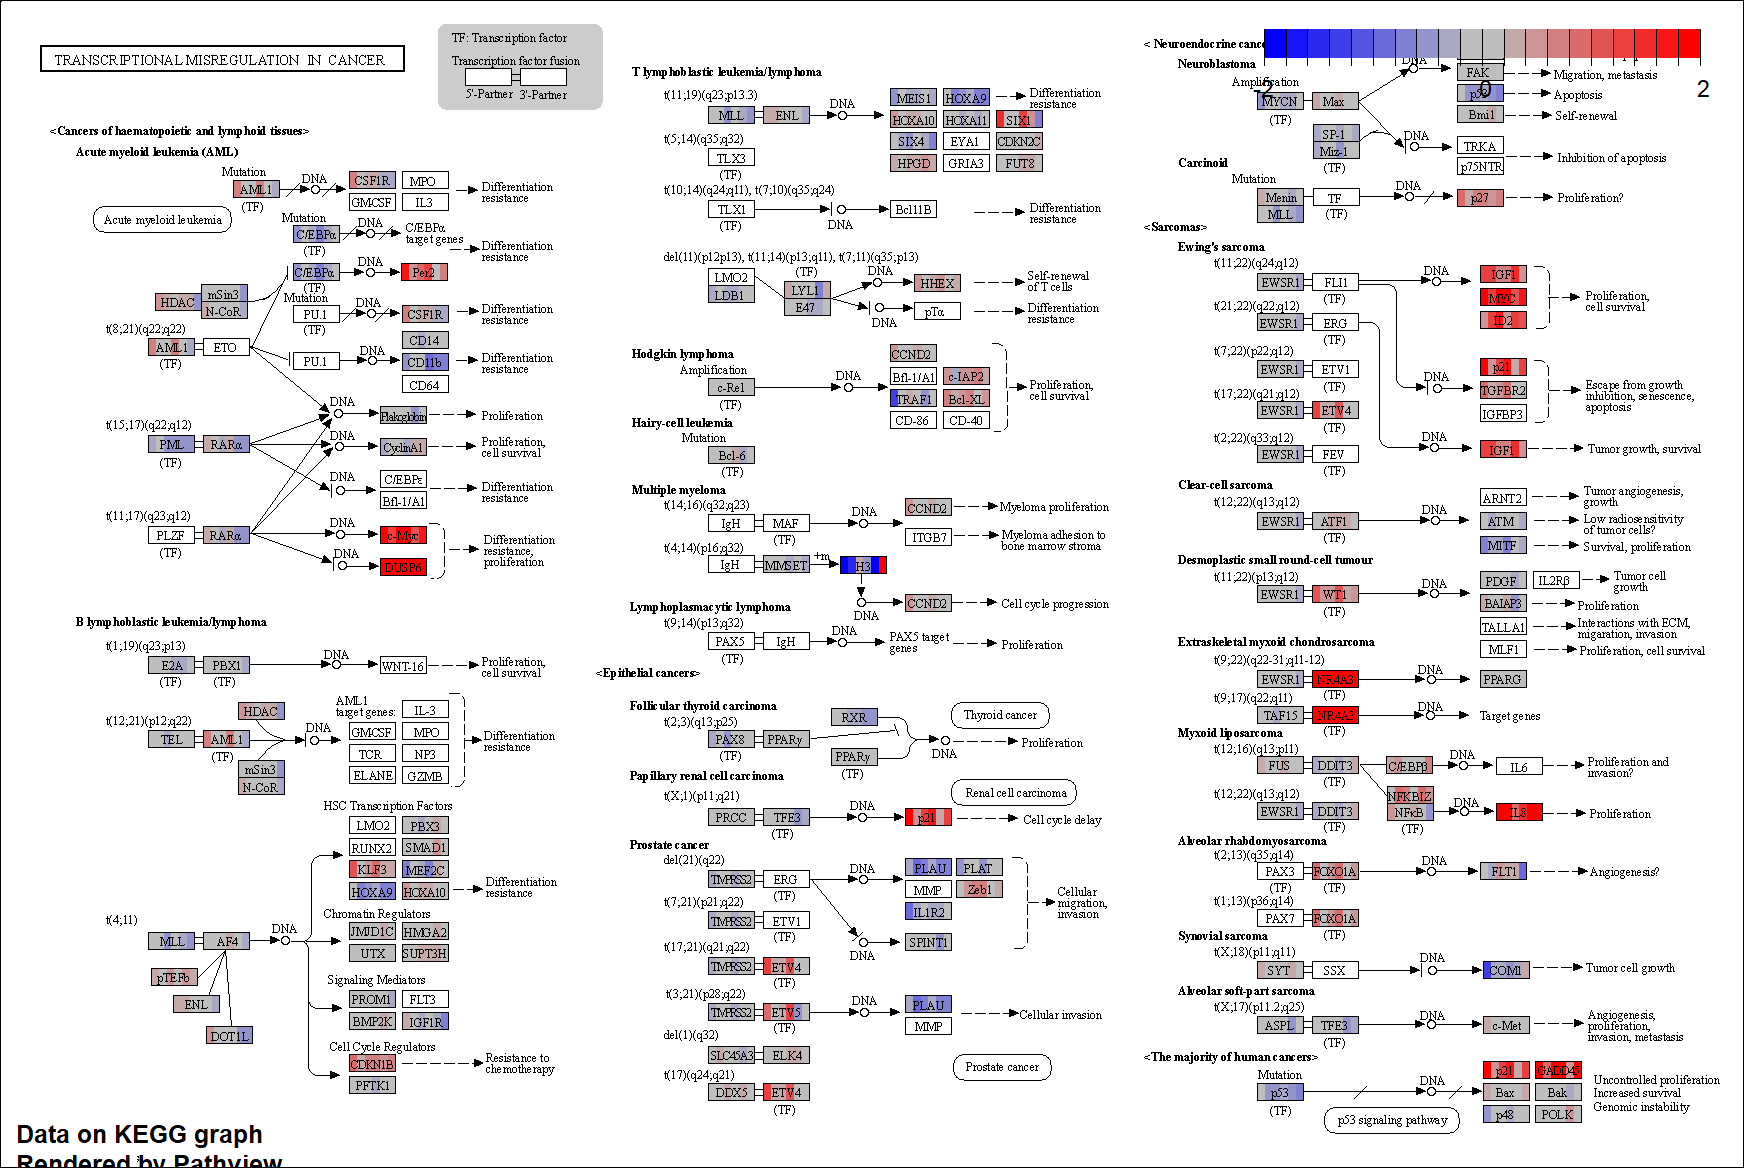 TRANSCRIPTIONAL MISREGULATION IN CANCER
TF: Transcription factor
Transcription factor fusion
5'-Partner 3'-Partner
<Cancers of haematopoietic and lymphoid tissues>
Acute myeloid leukemia (AML)
Mutation
AML1
(TF)
DNA
CSF1R
MPO
GMCSF
IL3
Differentiation
resistance
Acute myeloid leukemia
Mutation
C/EBPα
(TF)
DNA
C/EBPα
target genes
Differentiation
resistance
C/EBPα
(TF)
DNA
Per2
HDAC
mSin3
N-CoR
Mutation
PU.1
(TF)
DNA
CSF1R
Differentiation
resistance
t(8;21)(q22;q22)
AML1
ETO
(TF)
PU.1
DNA
CD14
CD11b
CD64
Differentiation
resistance
DNA
Plakoglobin
Proliferation
t(15;17)(q22;q12)
PML
RARα
(TF)
DNA
CyclinA1
Proliferation,
cell survival
DNA
C/EBPε
Bfl-1/A1
Differentiation
resistance
t(11;17)(q23;q12)
PLZF
RARα
(TF)
DNA
c-Myc
DNA
DUSP6
Differentiation
resistance,
proliferation
B lymphoblastic leukemia/lymphoma
t(1;19)(q23;p13)
E2A
PBX1
(TF)
(TF)
DNA
WNT-16
Proliferation,
cell survival
t(12;21)(p12;q22)
HDAC
TEL
AML1
(TF)
mSin3
N-CoR
DNA
AML1
target genes:
IL-3
GMCSF
MPO
TCR
NP3
ELANE
GZMB
Differentiation
resistance
HSC Transcription Factors
LMO2
PBX3
RUNX2
SMAD1
KLF3
MEF2C
HOXA9
HOXA10
Differentiation
resistance
t(4;11)
MLL
AF4
DNA
pTEFb
ENL
DOT1L
Chromatin Regulators
JMJD1C
HMGA2
UTX
SUPT3H
Signaling Mediators
PROM1
FLT3
BMP2K
IGF1R
Cell Cycle Regulators
CDKN1B
PFTK1
Resistance to
chemotherapy
T lymphoblastic leukemia/lymphoma
t(11;19)(q23;p13.3)
MLL
ENL
DNA
MEIS1
HOXA9
HOXA10
HOXA11
SIX1
SIX4
EYA1
CDKN2C
HPGD
GRIA3
FUT8
Differentiation
resistance
t(5;14)(q35;q32)
TLX3
(TF)
t(10;14)(q24;q11), t(7;10)(q35;q24)
TLX1
(TF)
DNA
Bcl11B
Differentiation
resistance
del(11)(p12p13), t(11;14)(p13;q11), t(7;11)(q35;p13)
(TF)
LMO2
LDB1
LYL1
E47
DNA
HHEX
Self-renewal
of T cells
DNA
pTα
Differentiation
resistance
Hodgkin lymphoma
Amplification
c-Rel
(TF)
DNA
CCND2
Bfl-1/A1
c-IAP2
TRAF1
Bcl-XL
CD-86
CD-40
Proliferation,
cell survival
Hairy-cell leukemia
Mutation
Bcl-6
(TF)
Multiple myeloma
t(14;16)(q32;q23)
IgH
MAF
(TF)
DNA
CCND2
Myeloma proliferation
ITGB7
Myeloma adhesion to
bone marrow stroma
t(4;14)(p16;q32)
IgH
MMSET
+m
H3
DNA
CCND2
Cell cycle progression
Lymphoplasmacytic lymphoma
t(9;14)(p13;q32)
PAX5
IgH
(TF)
DNA
PAX5 target
genes
Proliferation
<Epithelial cancers>
Follicular thyroid carcinoma
t(2;3)(q13;p25)
PAX8
PPARγ
(TF)
RXR
PPARγ
(TF)
DNA
Thyroid cancer
Proliferation
Papillary renal cell carcinoma
t(X;1)(p11;q21)
PRCC
TFE3
(TF)
DNA
p21
Renal cell carcinoma
Cell cycle delay
Prostate cancer
del(21)(q22)
TMPRSS2
ERG
(TF)
DNA
PLAU
PLAT
MMP
Zeb1
IL1R2
Cellular
migration,
invasion
t(7;21)(p21;q22)
TMPRSS2
ETV1
(TF)
DNA
SPINT1
t(17;21)(q21;q22)
TMPRSS2
ETV4
(TF)
t(3;21)(p28;q22)
TMPRSS2
ETV5
(TF)
DNA
PLAU
MMP
Cellular invasion
del(1)(q32)
SLC45A3
ELK4
t(17)(q24;q21)
DDX5
ETV4
(TF)
Prostate cancer
-2
0
2
< Neuroendocrine cance
Neuroblastoma
Amplification
MYCN
Max
(TF)
DNA
FAK
Migration, metastasis
Apoptosis
Bmi1
Self-renewal
SP-1
Miz-1
(TF)
DNA
TRKA
p75NTR
Inhibition of apoptosis
Carcinoid
Mutation
Menin
MLL
TF
(TF)
DNA
p27
Proliferation?
<Sarcomas>
Ewing's sarcoma
t(11;22)(q24;q12)
EWSR1
FLI1
(TF)
DNA
IGF1
MYC
ID2
Proliferation,
cell survival
t(21;22)(q22;q12)
EWSR1
ERG
(TF)
t(7;22)(p22;q12)
EWSR1
ETV1
(TF)
DNA
p21
TGFBR2
IGFBP3
Escape from growth
inhibition, senescence,
apoptosis
t(17;22)(q21;q12)
EWSR1
ETV4
(TF)
t(2;22)(q33;q12)
EWSR1
FEV
(TF)
DNA
IGF1
Tumor growth, survival
Clear-cell sarcoma
t(12;22)(q13;q12)
EWSR1
ATF1
(TF)
DNA
ARNT2
Tumor angiogenesis,
growth
ATM
Low radiosensitivity
of tumor cells?
MITF
Survival, proliferation
Desmoplastic small round-cell tumour
t(11;22)(p13;q12)
EWSR1
WT1
(TF)
DNA
PDGF
IL2Rβ
Tumor cell
growth
BAIAP3
Proliferation
TALLA1
Interactions with ECM,
migaration, invasion
MLF1
Proliferation, cell survival
Extraskeletal myxoid chondrosarcoma
t(9;22)(q22-31;q11-12)
EWSR1
NR4A3
(TF)
DNA
PPARG
t(9;17)(q22;q11)
TAF15
NR4A3
(TF)
DNA
Target genes
Myxoid liposarcoma
t(12;16)(q13;p11)
FUS
DDIT3
(TF)
C/EBPβ
DNA
IL6
Proliferation and
invasion?
t(12;22)(q13;q12)
EWSR1
DDIT3
(TF)
NFKBIZ
NFκB
(TF)
DNA
IL8
Proliferation
Alveolar rhabdomyosarcoma
t(2;13)(q35;q14)
PAX3
FOXO1A
(TF)
(TF)
DNA
FLT1
Angiogenesis?
t(1;13)(p36;q14)
PAX7
FOXO1A
(TF)
Synovial sarcoma
t(X;18)(p11;q11)
SYT
SSX
(TF)
DNA
COM1
Tumor cell growth
Alveolar soft-part sarcoma
t(X;17)(p11.2;q25)
ASPL
TFE3
(TF)
DNA
c-Met
Angiogenesis,
proliferation,
invasion, metastasis
<The majority of human cancers>
Mutation
p53
(TF)
DNA
p21
GADD45
Bax
Bak
p48
POLK
Uncontrolled proliferation
Increased survival
Genomic instability
p53 signaling pathway
Data on KEGG graph
Rendered by Pathview